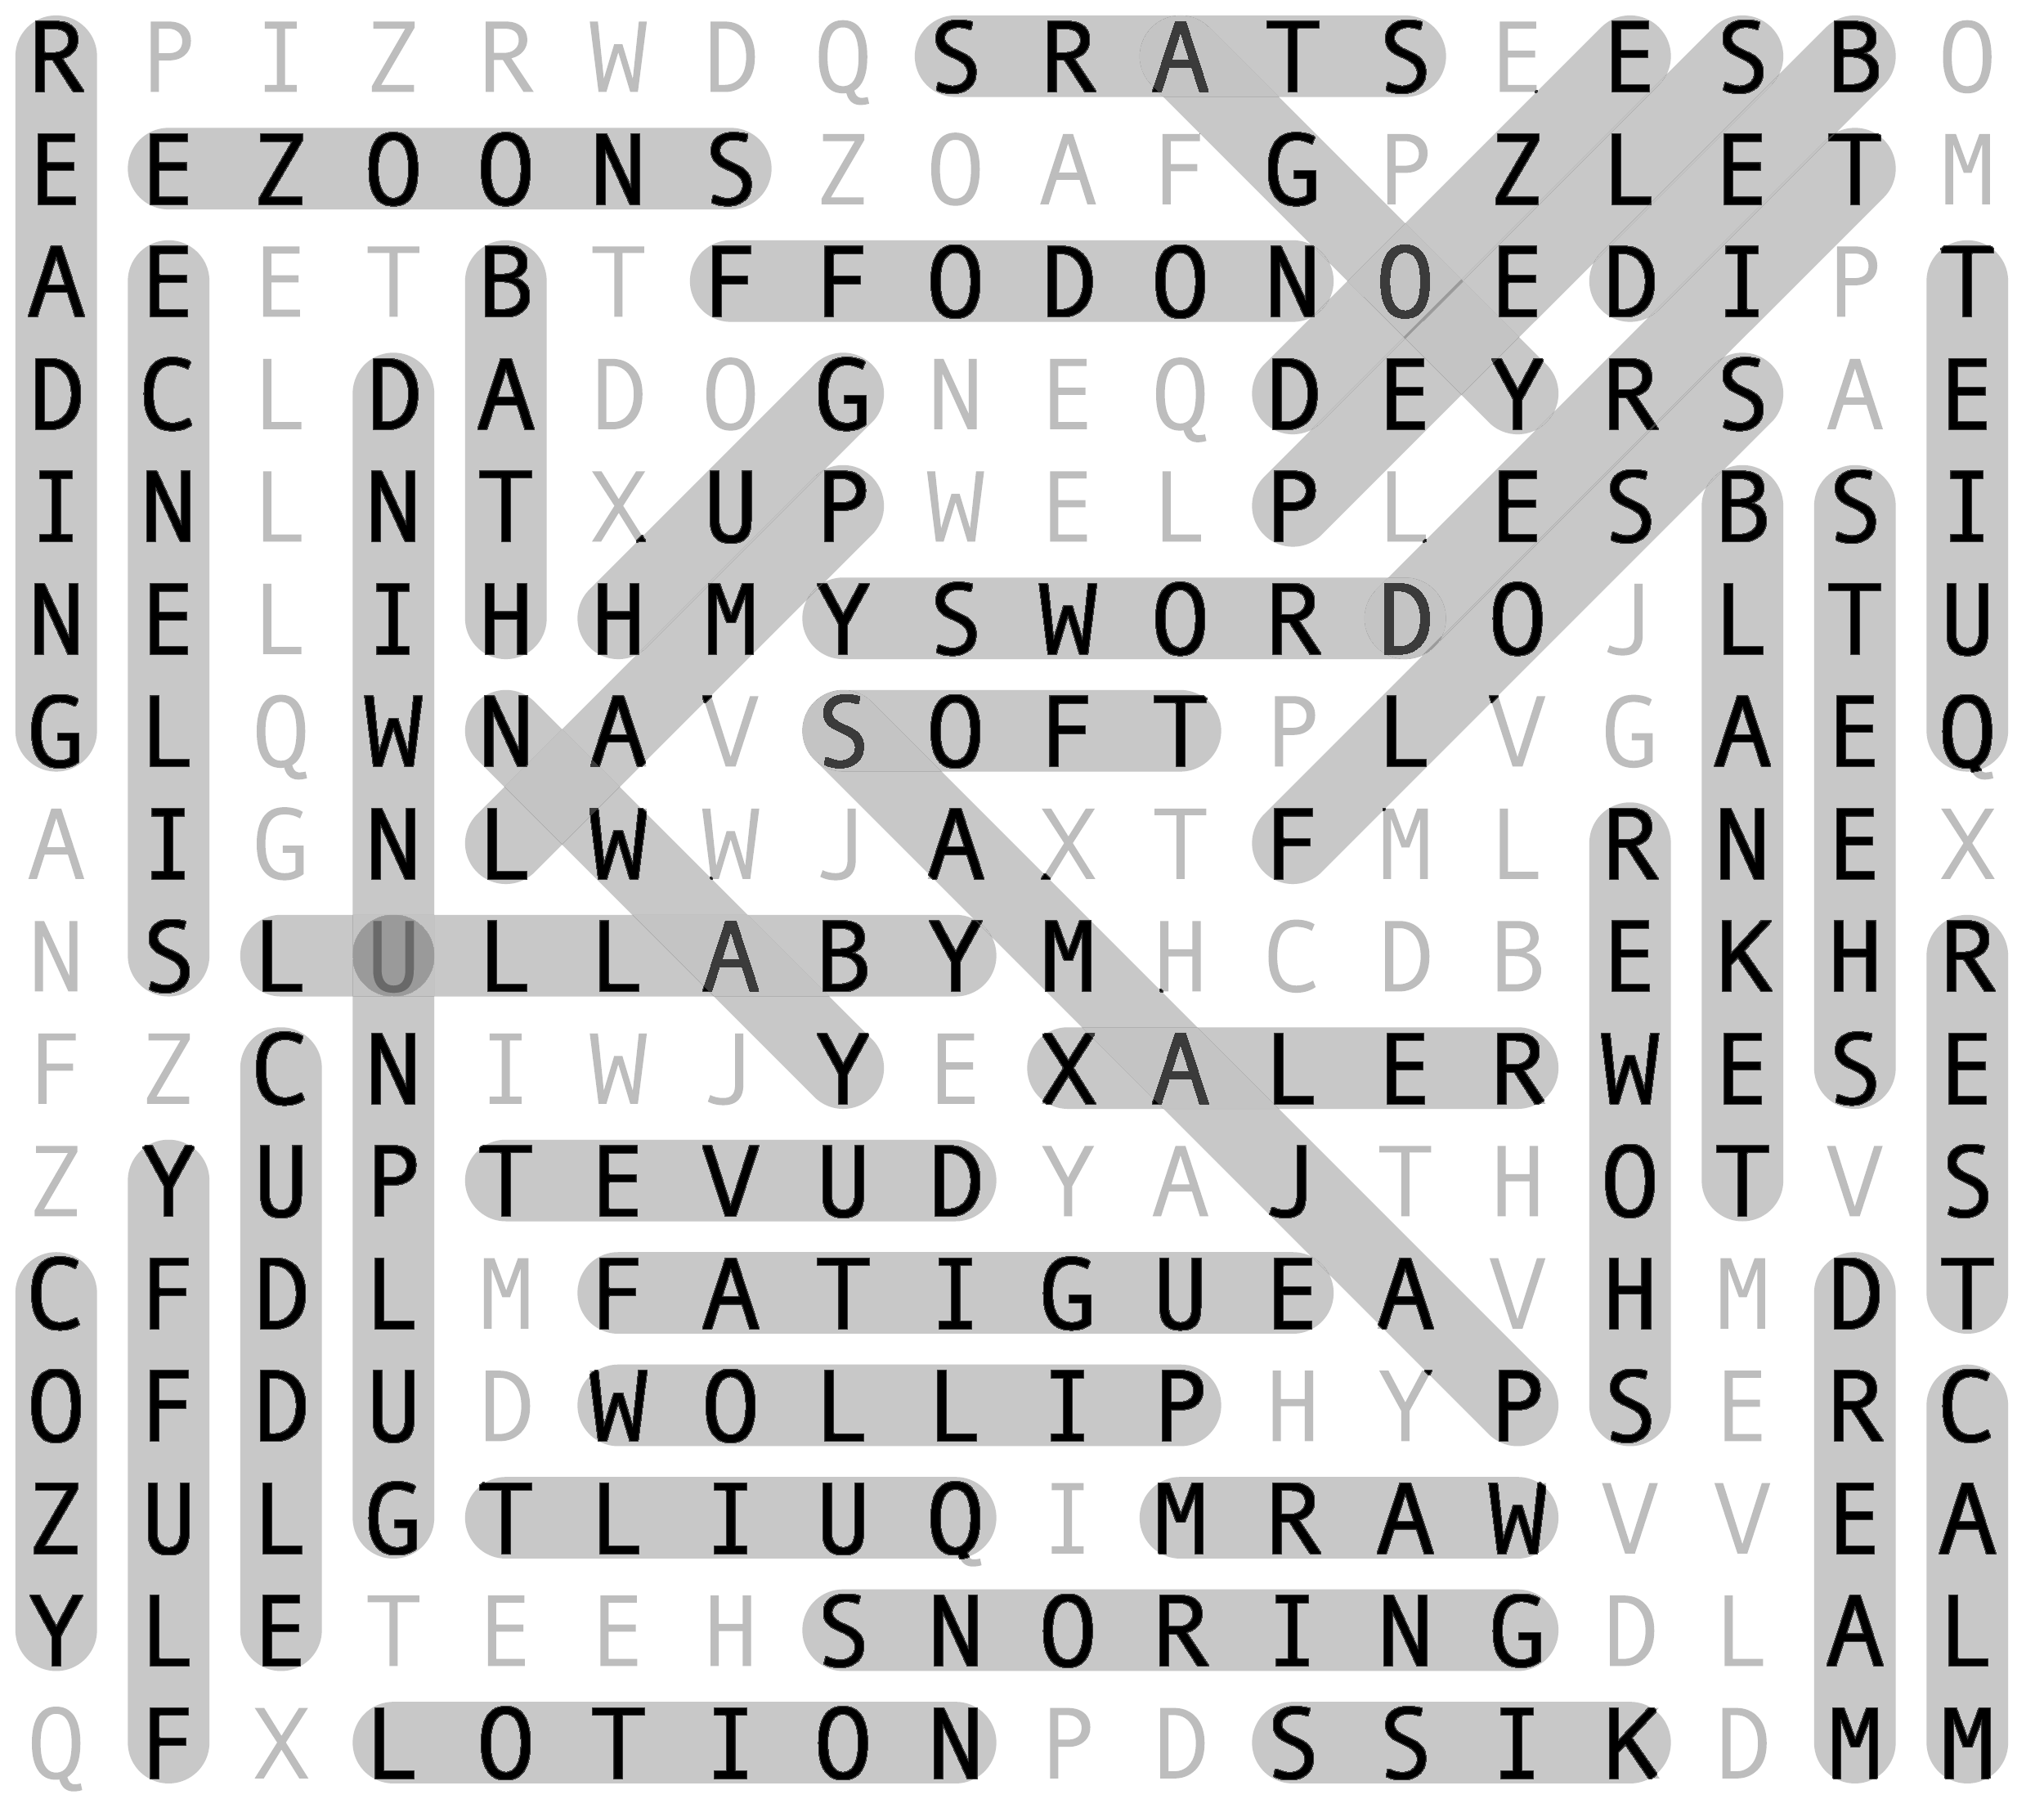 R P I Z R W D Q S R A T S E E S B O
E E Z O O N S Z O A F G P Z L E T M
A E E T B T F F O D O N O E D I P T
D C L D A D O G N E Q D E Y R S A E
I N L N T X U P W E L P L E S B S I
N E L I H H M Y S W O R D O J L T U
G L Q W N A V S O F T P L V G A E Q
A I G N L W W J A X T F M L R N E X
N S L U L L A B Y M H C D B E K H R
F Z C N I W J Y E X A L E R W E S E
Z Y U P T E V U D Y A J T H O T V S
C F D L M F A T I G U E A V H M D T
O F D U D W O L L I P H Y P S E R C
Z U L G T L I U Q I M R A W V V E A
Y L E T E E H S N O R I N G D L A L
Q F X L O T I O N P D S S I K D M M